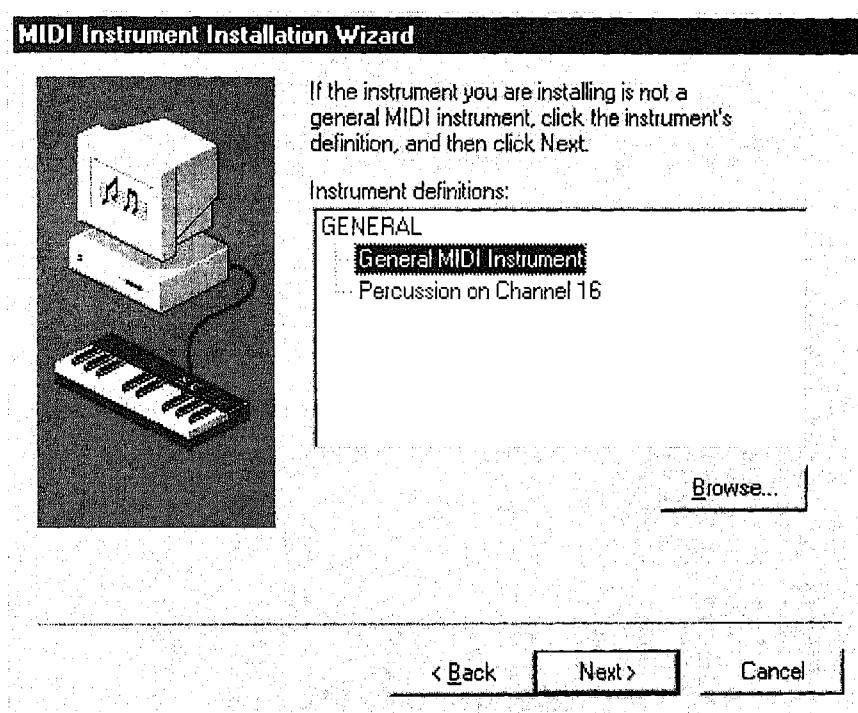 MIDI Instrument Installation Wizard
If the instrument you are installing is not a
general MIDI instrument, click the instrument's
definition, and then click Next.
Instrument definitions:
GENERAL
General MIDI Instrument
Percussion on Channel 16
Browse...
< Back
Next >
Cancel